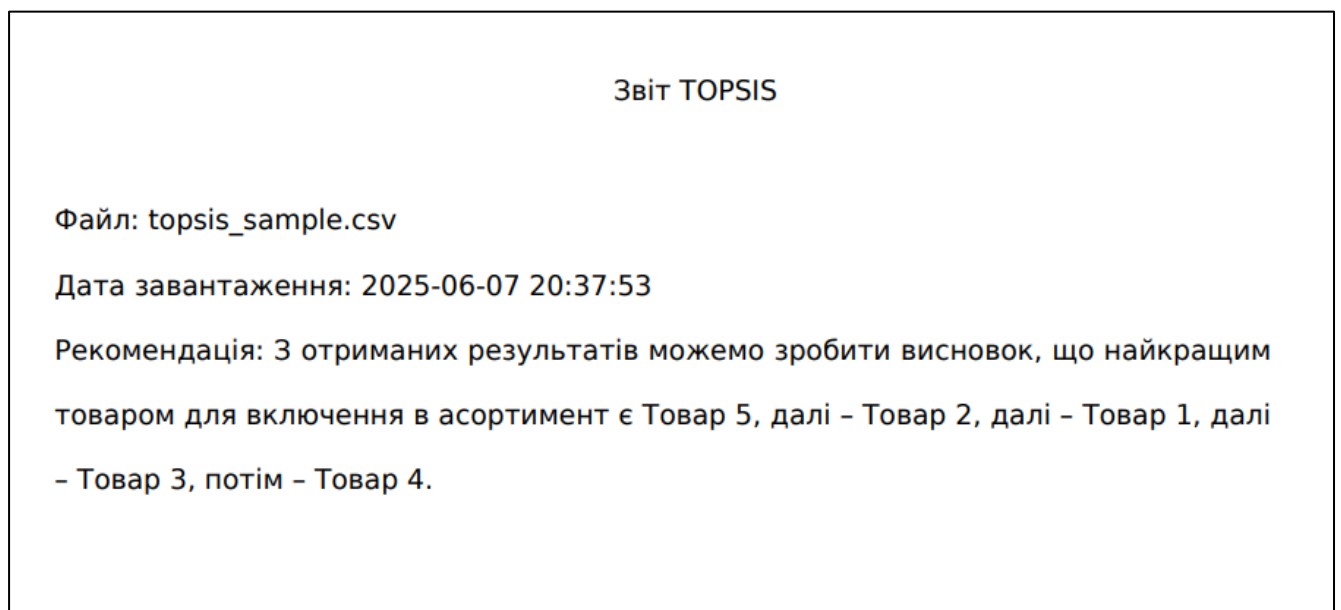 Звіт TOPSIS
Файл: topsis_sample.csv
Дата завантаження: 2025-06-07 20:37:53
Рекомендація: З отриманих результатів можемо зробити висновок, що найкращим
товаром для включення в асортимент є Товар 5, далі – Товар 2, далі – Товар 1, далі
– Товар 3, потім – Товар 4.